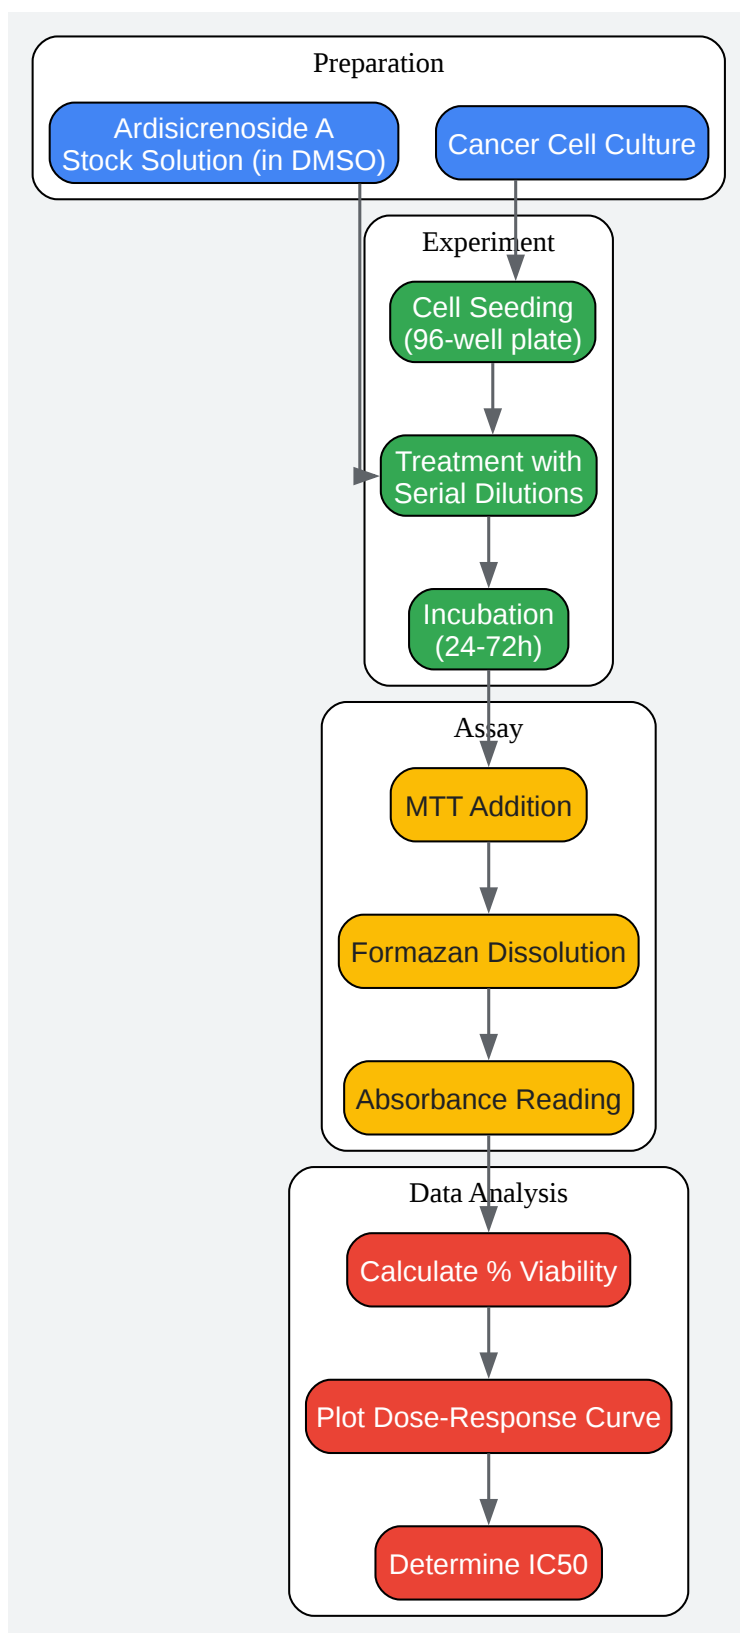 Preparation
Ardisicrenoside A
Stock Solution (in DMSO)
Cancer Cell Culture
Experiment
Cell Seeding
(96-well plate)
Treatment with
Serial Dilutions
Incubation
(24-72h)
Assay
MTT Addition
Formazan Dissolution
Absorbance Reading
Data Analysis
Calculate % Viability
Plot Dose-Response Curve
Determine IC50